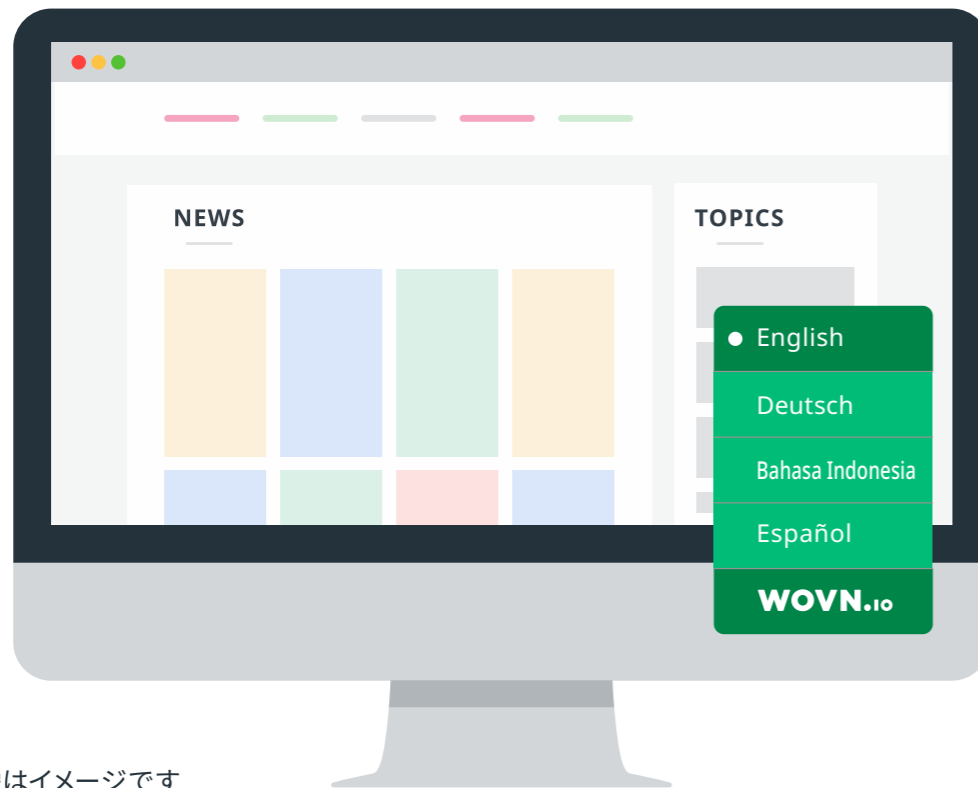 NEWS
TOPICS
English
Deutsch
Bahasa Indonesia
Español
WOVN.io
はイメージです